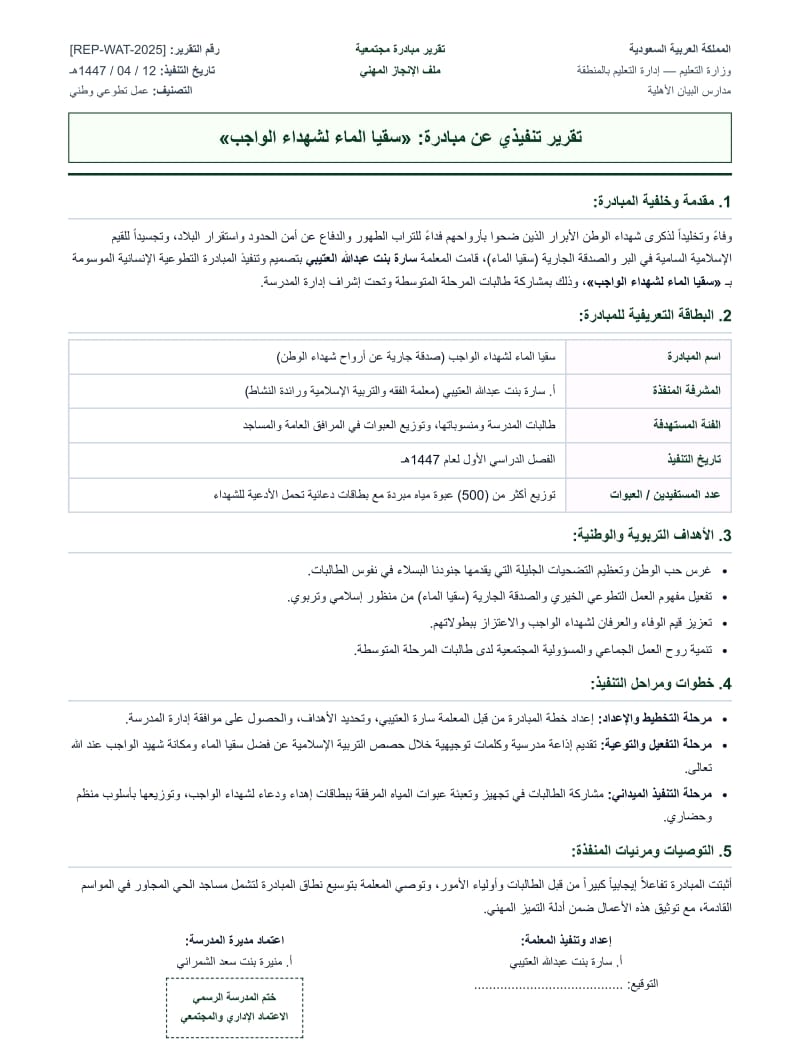 المملكة العربية السعودية
وزارة التعليم — إدارة التعليم بالمنطقة
مدارس البيان الأهلية
تقرير مبادرة مجتمعية
ملف الإنجاز المهني
رقم التقرير: [REP-WAT-2025]
تاريخ التنفيذ: 12 / 04 / 1447هـ
التصنيف: عمل تطوعي وطني
تقرير تنفيذي عن مبادرة: «سقيا الماء لشهداء الواجب»
1. مقدمة وخلفية المبادرة:
وفاءً وتخليداً لذكرى شهداء الوطن الأبرار الذين ضحوا بأرواحهم فداءً للتراب الطهور والدفاع عن أمن الحدود واستقرار البلاد، وتجسيداً للقيم
الإسلامية السامية في البر والصدقة الجارية (سقيا الماء)، قامت المعلمة سارة بنت عبدالله العتيبي بتصميم وتنفيذ المبادرة التطوعية الإنسانية الموسومة
بـ «سقيا الماء لشهداء الواجب»، وذلك بمشاركة طالبات المرحلة المتوسطة وتحت إشراف إدارة المدرسة.
2. البطاقة التعريفية للمبادرة:
اسم المبادرة سقيا الماء لشهداء الواجب (صدقة جارية عن أرواح شهداء الوطن)
المشرفة المنفذة أ. سارة بنت عبدالله العتيبي (معلمة الفقه والتربية الإسلامية ورائدة النشاط)
الفئة المستهدفة طالبات المدرسة ومنسوباتها، وتوزيع العبوات في المرافق العامة والمساجد
تاريخ التنفيذ الفصل الدراسي الأول لعام 1447هـ
عدد المستفيدين / العبوات توزيع أكثر من (500) عبوة مياه مبردة مع بطاقات دعائية تحمل الأدعية للشهداء
3. الأهداف التربوية والوطنية:
• غرس حب الوطن وتعظيم التضحيات الجليلة التي يقدمها جنودنا البسلاء في نفوس الطالبات.
• تفعيل مفهوم العمل التطوعي الخيري والصدقة الجارية (سقيا الماء) من منظور إسلامي وتربوي.
• تعزيز قيم الوفاء والعرفان لشهداء الواجب والاعتزاز ببطولاتهم.
• تنمية روح العمل الجماعي والمسؤولية المجتمعية لدى طالبات المرحلة المتوسطة.
4. خطوات ومراحل التنفيذ:
• مرحلة التخطيط والإعداد: إعداد خطة المبادرة من قبل المعلمة سارة العتيبي، وتحديد الأهداف، والحصول على موافقة إدارة المدرسة.
• مرحلة التفعيل والتوعية: تقديم إذاعة مدرسية وكلمات توجيهية خلال حصص التربية الإسلامية عن فضل سقيا الماء ومكانة شهيد الواجب عند الله
تعالى.
• مرحلة التنفيذ الميداني: مشاركة الطالبات في تجهيز وتعبئة عبوات المياه المرفقة ببطاقات إهداء ودعاء لشهداء الواجب، وتوزيعها بأسلوب منظم
وحضاري.
5. التوصيات ومرئيات المنفذة:
أثبتت المبادرة تفاعلاً إيجابياً كبيراً من قبل الطالبات وأولياء الأمور، وتوصي المعلمة بتوسيع نطاق المبادرة لتشمل مساجد الحي المجاور في المواسم
القادمة، مع توثيق هذه الأعمال ضمن أدلة التميز المهني.
إعداد وتنفيذ المعلمة:
أ. سارة بنت عبدالله العتيبي
التوقيع: ........................................
اعتماد مديرة المدرسة:
أ. منيرة بنت سعد الشمراني
ختم المدرسة الرسمي
الاعتماد الإداري والمجتمعي